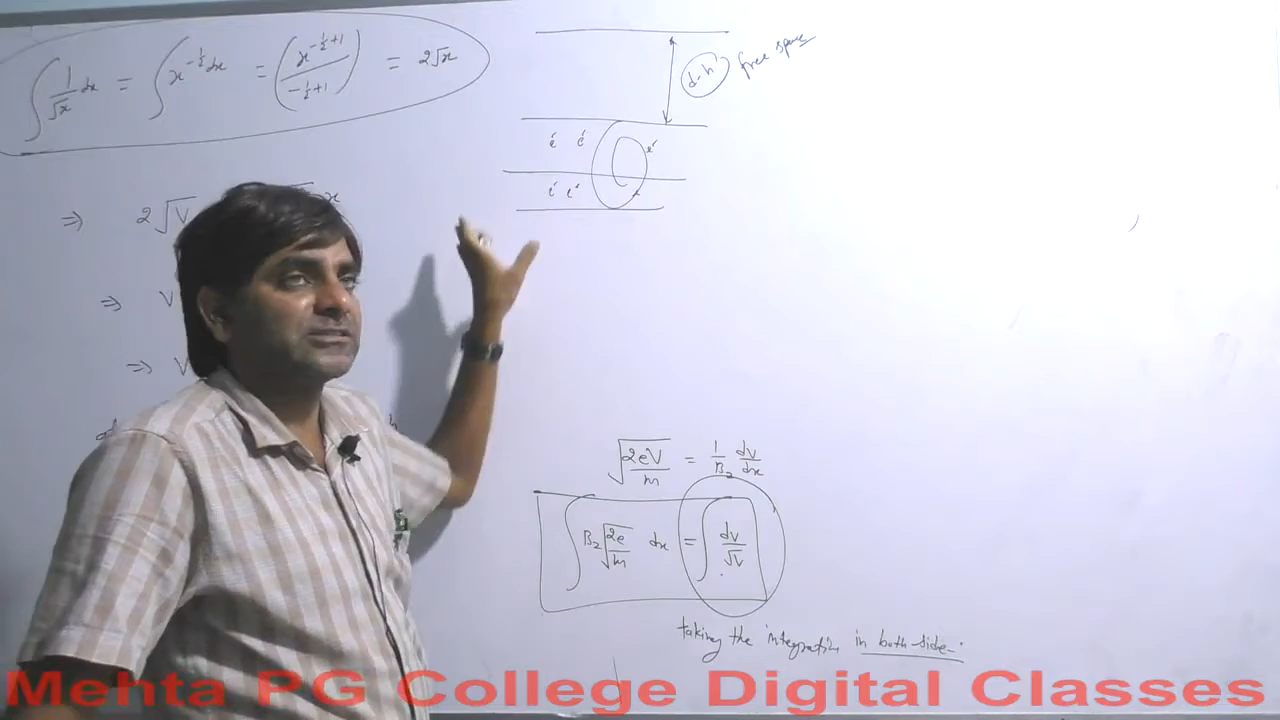 ∫ 1/√x dx = ∫ x^(-1/2) dx = (x^(-1/2+1) / (-1/2+1)) = 2√x
⇒ 2√V
x
⇒ V
⇒ V
d-h free space
é é é
é é
√(2eV/m) = 1/B₂ dV/dx
∫ B₂ √(2e/m) dx = ∫ dV/√V
taking the integration in both side.
Mehta PG College Digital Classes